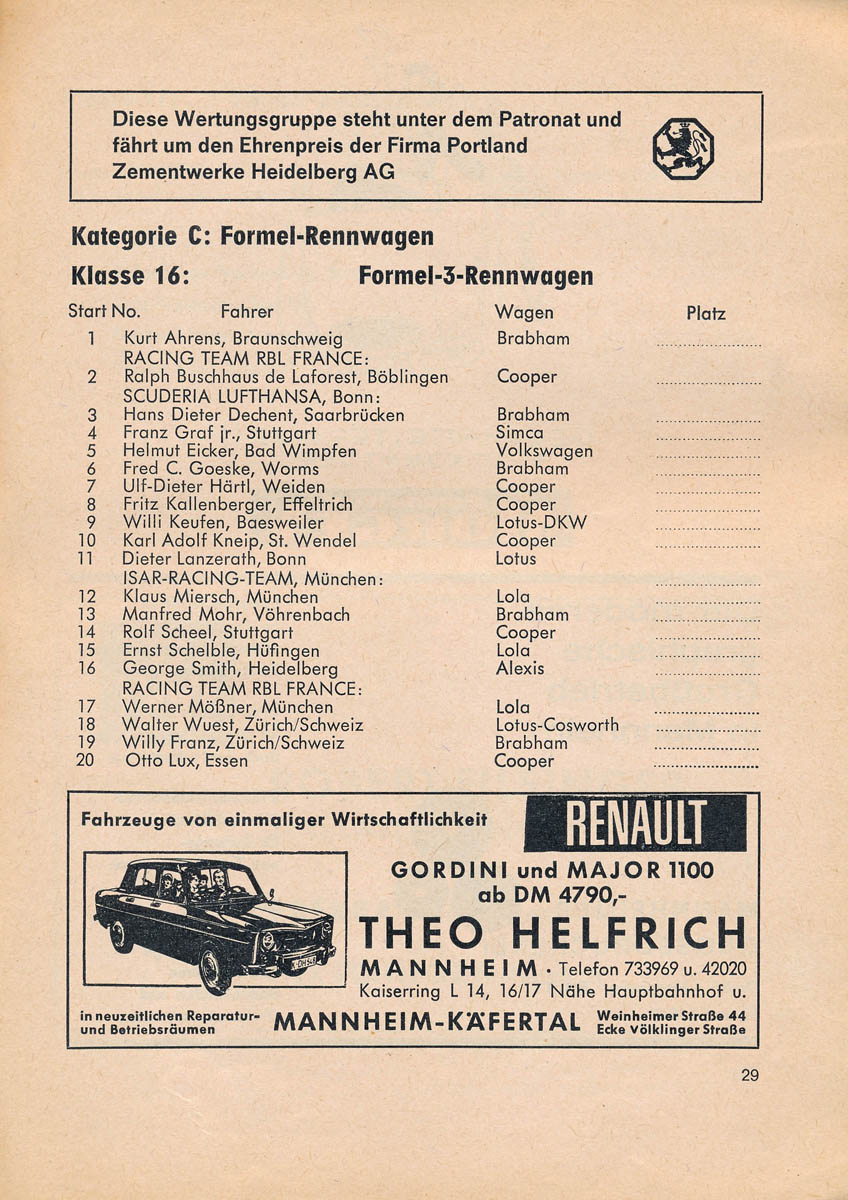 Diese Wertungsgruppe steht unter dem Patronat und
fährt um den Ehrenpreis der Firma Portland
Zementwerke Heidelberg AG
Kategorie C: Formel-Rennwagen
Klasse 16: Formel-3-Rennwagen
Start No. Fahrer Wagen Platz
1 Kurt Ahrens, Braunschweig Brabham
RACING TEAM RBL FRANCE:
2 Ralph Buschhaus de Laforest, Böblingen Cooper
SCUDERIA LUFTHANSA, Bonn:
3 Hans Dieter Dechent, Saarbrücken Brabham
4 Franz Graf jr., Stuttgart Simca
5 Helmut Eicker, Bad Wimpfen Volkswagen
6 Fred C. Goeske, Worms Brabham
7 Ulf-Dieter Härtl, Weiden Cooper
8 Fritz Kallenberger, Effeltrich Cooper
9 Willi Keufen, Baesweiler Lotus-DKW
10 Karl Adolf Kneip, St. Wendel Cooper
11 Dieter Lanzerath, Bonn Lotus
ISAR-RACING-TEAM, München:
12 Klaus Miersch, München Lola
13 Manfred Mohr, Vöhrenbach Brabham
14 Rolf Scheel, Stuttgart Cooper
15 Ernst Schelble, Hüfingen Lola
16 George Smith, Heidelberg Alexis
RACING TEAM RBL FRANCE:
17 Werner Mößner, München Lola
18 Walter Wuest, Zürich/Schweiz Lotus-Cosworth
19 Willy Franz, Zürich/Schweiz Brabham
20 Otto Lux, Essen Cooper
Fahrzeuge von einmaliger Wirtschaftlichkeit
RENAULT
GORDINI und MAJOR 1100
ab DM 4790,-
THEO HELFRICH
MANNHEIM · Telefon 733969 u. 42020
Kaiserring L 14, 16/17 Nähe Hauptbahnhof u.
in neuzeitlichen Reparatur-
und Betriebsräumen
MANNHEIM-KÄFERTAL
Weinheimer Straße 44
Ecke Völklinger Straße
29